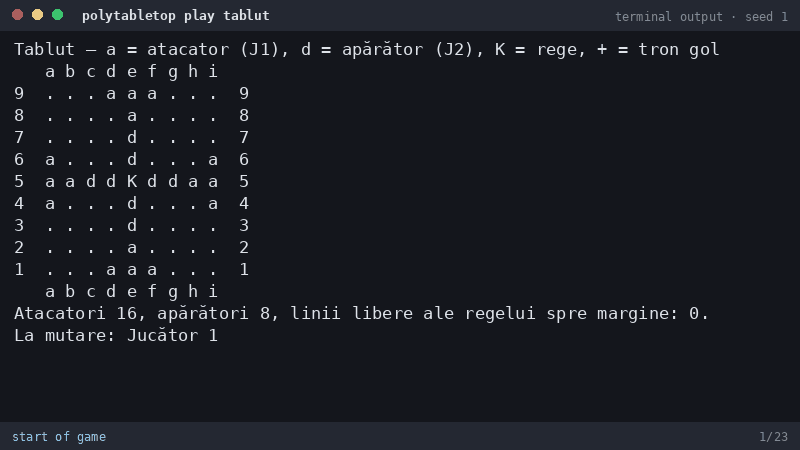 polytabletop play tablut
terminal output · seed 1
Tablut — a = atacator (J1), d = apărător (J2), K = rege, + = tron gol
a b c d e f g h i
9 . . . a a a . . . 9
8 . . . . a . . . . 8
7 . . . . d . . . . 7
6 a . . . d . . . a 6
5 a a d d K d d a a 5
4 a . . . d . . . a 4
3 . . . . d . . . . 3
2 . . . . a . . . . 2
1 . . . a a a . . . 1
a b c d e f g h i
Atacatori 16, apărători 8, linii libere ale regelui spre margine: 0.
La mutare: Jucător 1
start of game
1/23